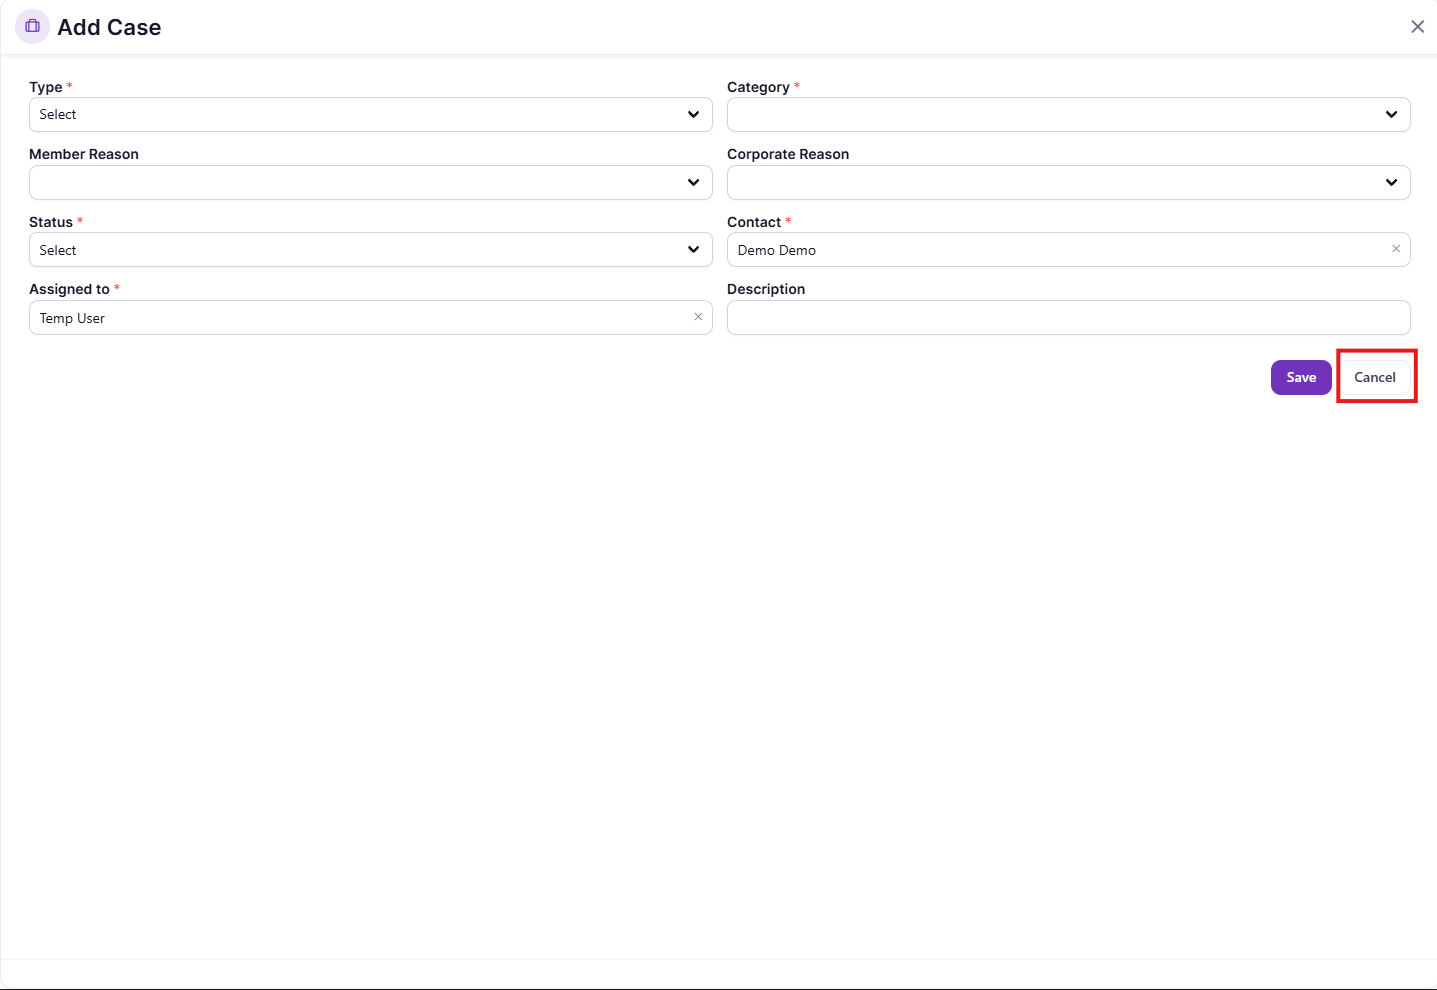 Add Case
Type * Category *
Select
Member Reason Corporate Reason
Status * Contact *
Select Demo Demo
Assigned to * Description
Temp User
Save Cancel